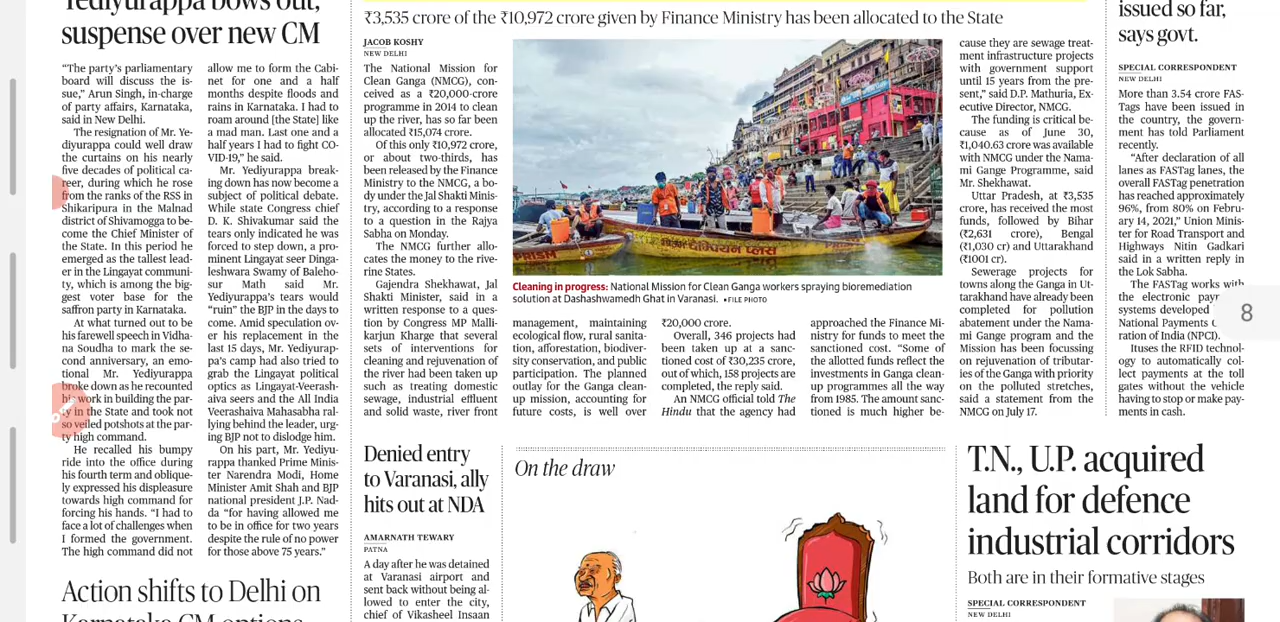 Yediyurappa bows out,
suspense over new CM
“The party’s parliamentary
board will discuss the is-
sue,” Arun Singh, in-charge
of party affairs, Karnataka,
said in New Delhi.
The resignation of Mr. Ye-
diyurappa could well draw
the curtains on his nearly
five decades of political ca-
reer, during which he rose
from the ranks of the RSS in
Shikaripura in the Malnad
district of Shivamogga to be-
come the Chief Minister of
the State. In this period he
emerged as the tallest lead-
er in the Lingayat communi-
ty, which is among the big-
gest voter base for the
saffron party in Karnataka.
At what turned out to be
his farewell speech in Vidha-
na Soudha to mark the se-
cond anniversary, an emo-
tional Mr. Yediyurappa
broke down as he recounted
his work in building the par-
ty in the State and took not
so veiled potshots at the par-
ty high command.
He recalled his bumpy
ride into the office during
his fourth term and oblique-
ly expressed his displeasure
towards high command for
forcing his hands. “I had to
face a lot of challenges when
I formed the government.
The high command did not
allow me to form the Cabi-
net for one and a half
months despite floods and
rains in Karnataka. I had to
roam around [the State] like
a mad man. Last one and a
half years I had to fight CO-
VID-19,” he said.
Mr. Yediyurappa break-
ing down has now become a
subject of political debate.
While state Congress chief
D. K. Shivakumar said the
tears only indicated he was
forced to step down, a pro-
minent Lingayat seer Dinga-
leshwara Swamy of Baleho-
sur Math said Mr.
Yediyurappa’s tears would
“ruin” the BJP in the days to
come. Amid speculation ov-
er his replacement in the
last 15 days, Mr. Yediyurap-
pa’s camp had also tried to
grab the Lingayat political
optics as Lingayat-Veerash-
aiva seers and the All India
Veerashaiva Mahasabha ral-
lying behind the leader, urg-
ing BJP not to dislodge him.
On his part, Mr. Yediyu-
rappa thanked Prime Minis-
ter Narendra Modi, Home
Minister Amit Shah and BJP
national president J.P. Nad-
da “for having allowed me
to be in office for two years
despite the rule of no power
for those above 75 years.”
Action shifts to Delhi on
Karnataka CM options
₹3,535 crore of the ₹10,972 crore given by Finance Ministry has been allocated to the State
JACOB KOSHY
NEW DELHI
The National Mission for
Clean Ganga (NMCG), con-
ceived as a ₹20,000-crore
programme in 2014 to clean
up the river, has so far been
allocated ₹15,074 crore.
Of this only ₹10,972 crore,
or about two-thirds, has
been released by the Finance
Ministry to the NMCG, a bo-
dy under the Jal Shakti Minis-
try, according to a response
to a question in the Rajya
Sabha on Monday.
The NMCG further allo-
cates the money to the rive-
rine States.
Gajendra Shekhawat, Jal
Shakti Minister, said in a
written response to a ques-
tion by Congress MP Malli-
karjun Kharge that several
sets of interventions for
cleaning and rejuvenation of
the river had been taken up
such as treating domestic
sewage, industrial effluent
and solid waste, river front
Cleaning in progress: National Mission for Clean Ganga workers spraying bioremediation
solution at Dashashwamedh Ghat in Varanasi. •FILE PHOTO
management, maintaining
ecological flow, rural sanita-
tion, afforestation, biodiver-
sity conservation, and public
participation. The planned
outlay for the Ganga clean-
up mission, accounting for
future costs, is well over
₹20,000 crore.
Overall, 346 projects had
been taken up at a sanc-
tioned cost of ₹30,235 crore,
out of which, 158 projects are
completed, the reply said.
An NMCG official told The
Hindu that the agency had
approached the Finance Mi-
nistry for funds to meet the
sanctioned cost. “Some of
the allotted funds reflect the
investments in Ganga clean-
up programmes all the way
from 1985. The amount sanc-
tioned is much higher be-
cause they are sewage treat-
ment infrastructure projects
with government support
until 15 years from the pre-
sent,” said D.P. Mathuria, Ex-
ecutive Director, NMCG.
The funding is critical be-
cause as of June 30,
₹1,040.63 crore was available
with NMCG under the Nama-
mi Gange Programme, said
Mr. Shekhawat.
Uttar Pradesh, at ₹3,535
crore, has received the most
funds, followed by Bihar
(₹2,631 crore), Bengal
(₹1,030 cr) and Uttarakhand
(₹1001 cr).
Sewerage projects for
towns along the Ganga in Ut-
tarakhand have already been
completed for pollution
abatement under the Nama-
mi Gange program and the
Mission has been focussing
on rejuvenation of tributar-
ies of the Ganga with priority
on the polluted stretches,
said a statement from the
NMCG on July 17.
issued so far,
says govt.
SPECIAL CORRESPONDENT
NEW DELHI
More than 3.54 crore FAS-
Tags have been issued in
the country, the govern-
ment has told Parliament
recently.
“After declaration of all
lanes as FASTag lanes, the
overall FASTag penetration
has reached approximately
96%, from 80% on Febru-
ary 14, 2021,” Union Minis-
ter for Road Transport and
Highways Nitin Gadkari
said in a written reply in
the Lok Sabha.
The FASTag works with
the electronic
systems developed
National Payments
ration of India (NPCI).
Ituses the RFID technol-
ogy to automatically col-
lect payments at the toll
gates without the vehicle
having to stop or make pay-
ments in cash.
8
Denied entry
to Varanasi, ally
hits out at NDA
AMARNATH TEWARY
PATNA
A day after he was detained
at Varanasi airport and
sent back without being al-
lowed to enter the city,
chief of Vikasheel Insaan
On the draw
T.N., U.P. acquired
land for defence
industrial corridors
Both are in their formative stages
SPECIAL CORRESPONDENT
NEW DELHI